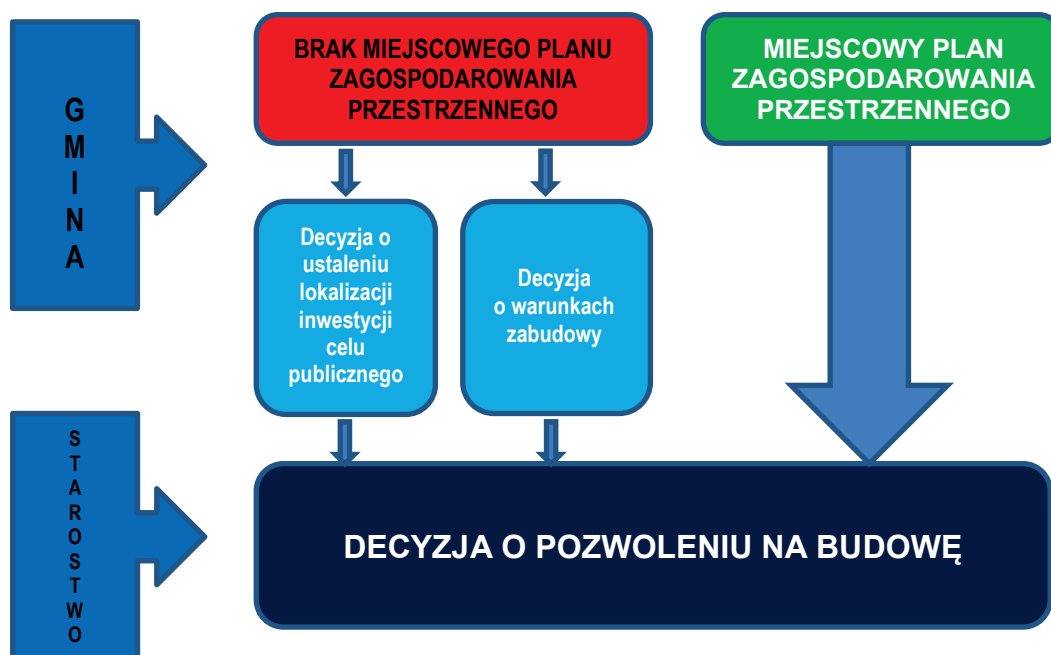 G
M
I
N
A
BRAK MIEJSCOWEGO PLANU
ZAGOSPODAROWANIA
PRZESTRZENNEGO
MIEJSCOWY PLAN
ZAGOSPODAROWANIA
PRZESTRZENNEGO
Decyzja o
ustaleniu
lokalizacji
inwestycji
celu
publicznego
Decyzja
o warunkach
zabudowy
S
T
A
R
O
S
T
W
O
DECYZJA O POZWOLENIU NA BUDOWĘ